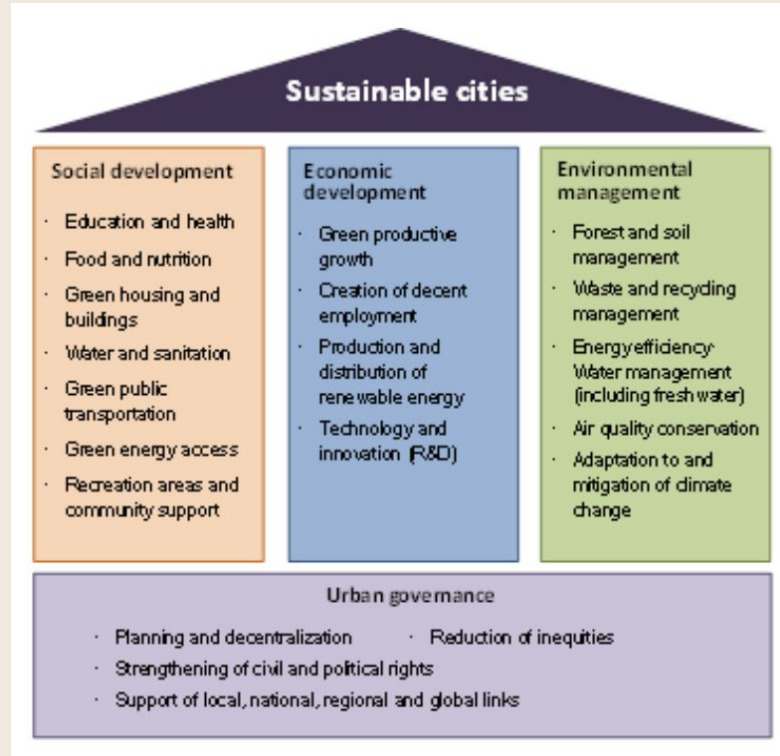 Sustainable cities
Social development
· Education and health
· Food and nutrition
· Green housing and
buildings
· Water and sanitation
· Green public
transportation
· Green energy access
· Recreation areas and
community support
Economic
development
· Green productive
growth
· Creation of decent
employment
· Production and
distribution of
renewable energy
· Technology and
innovation (R&D)
Environmental
management
· Forest and soil
management
· Waste and recycling
management
· Energy efficiency-
Water management
(including fresh water)
· Air quality conservation
· Adaptation to and
mitigation of climate
change
Urban governance
· Planning and decentralization · Reduction of inequities
· Strengthening of civil and political rights
· Support of local, national, regional and global links